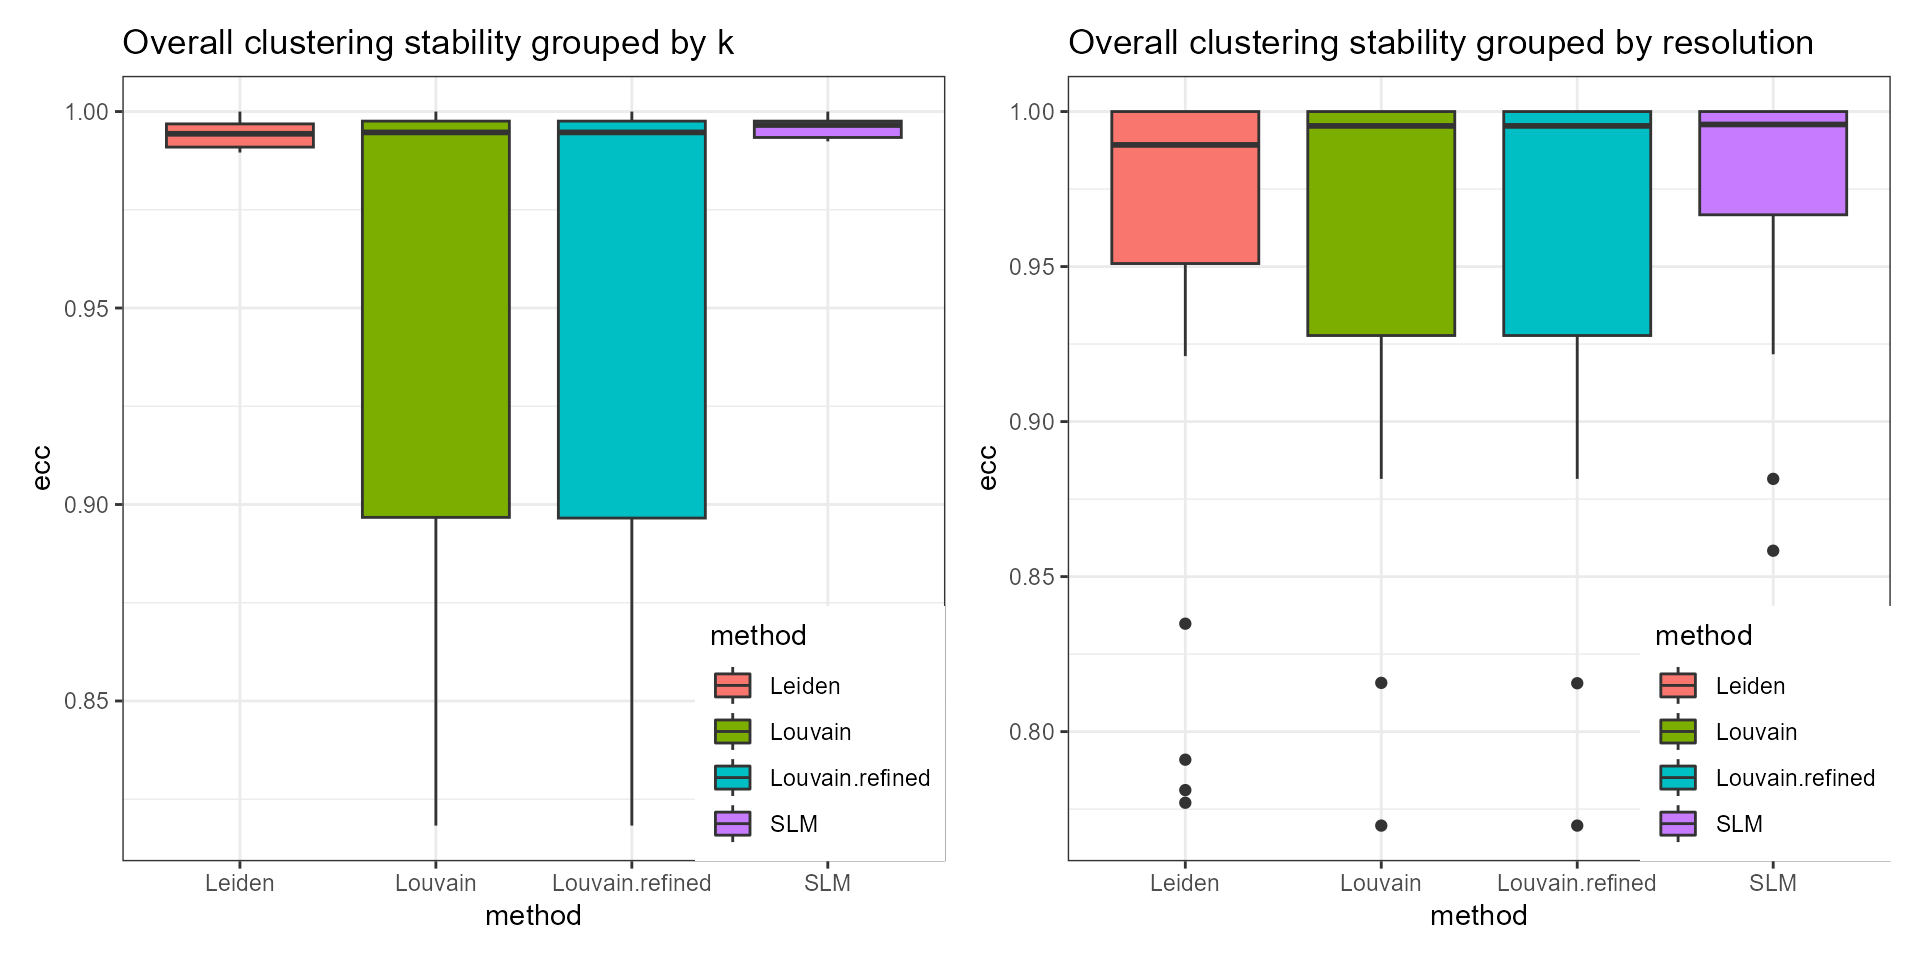 Overall clustering stability grouped by k
1.00
0.95
0.90
0.85
ecc
method
Leiden
Louvain
Louvain.refined
SLM
Leiden
Louvain
Louvain.refined
SLM
method
Overall clustering stability grouped by resolution
1.00
0.95
0.90
0.85
0.80
ecc
method
Leiden
Louvain
Louvain.refined
SLM
Leiden
Louvain
Louvain.refined
SLM
method